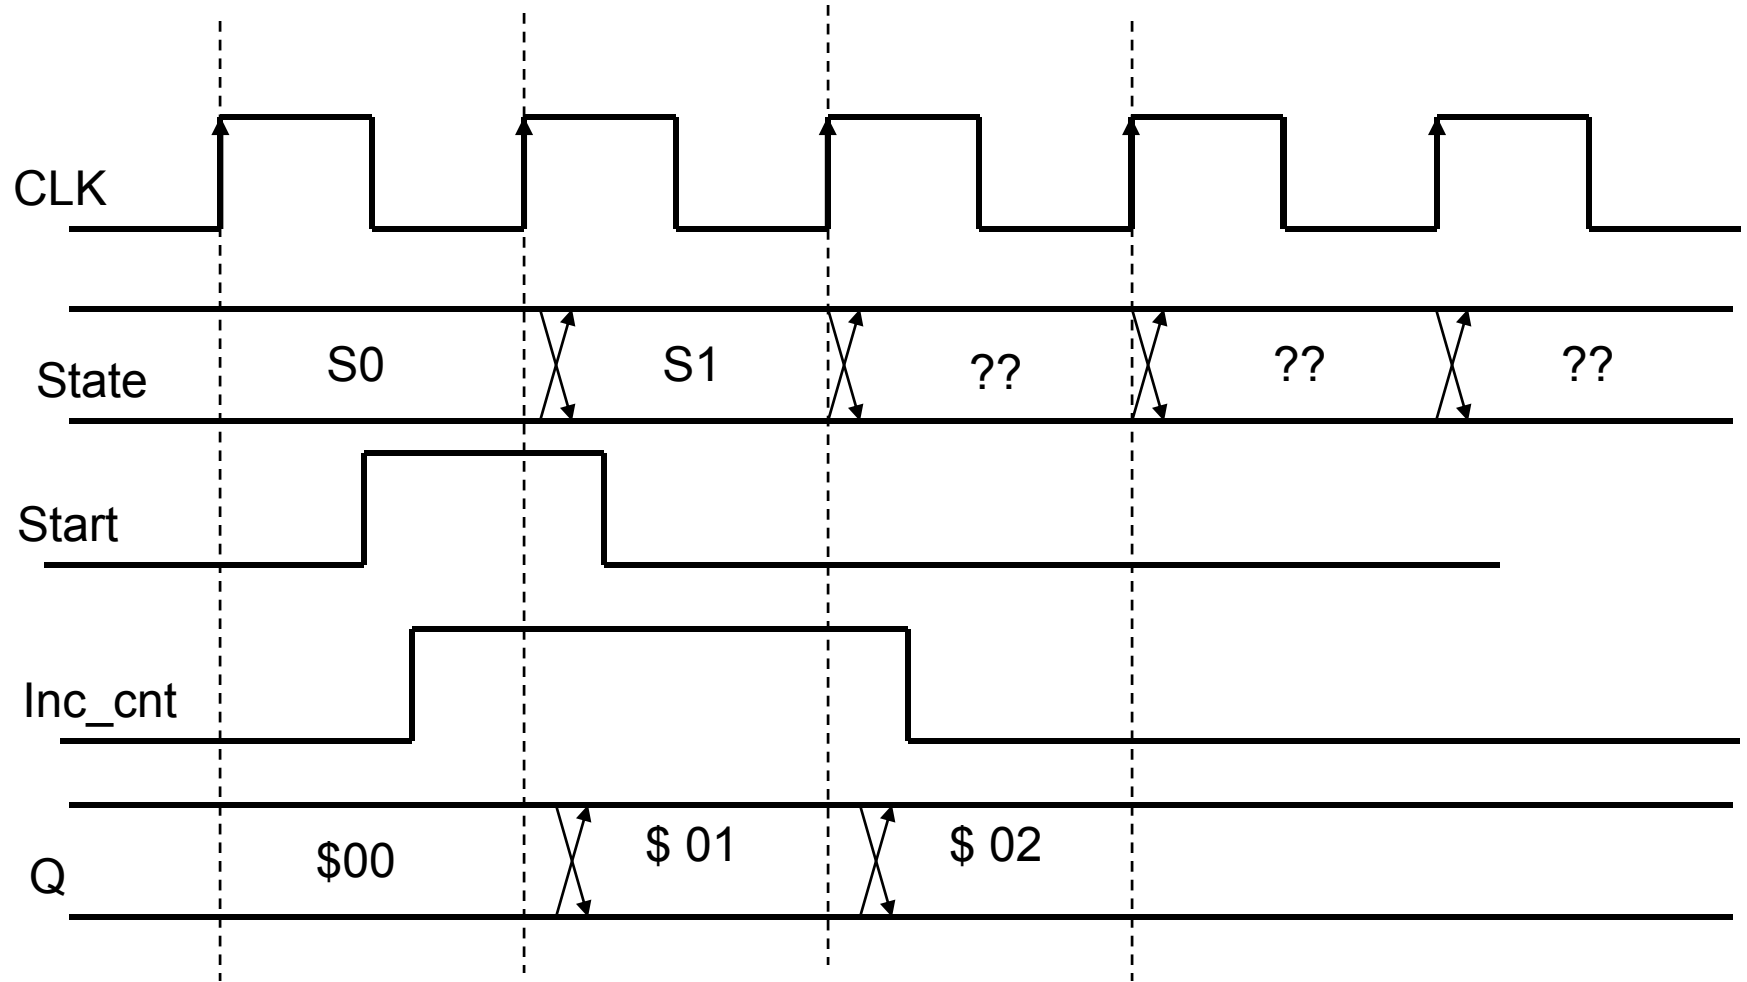 CLK
State S0 S1 ?? ?? ??
Start
Inc_cnt
Q $00 $ 01 $ 02